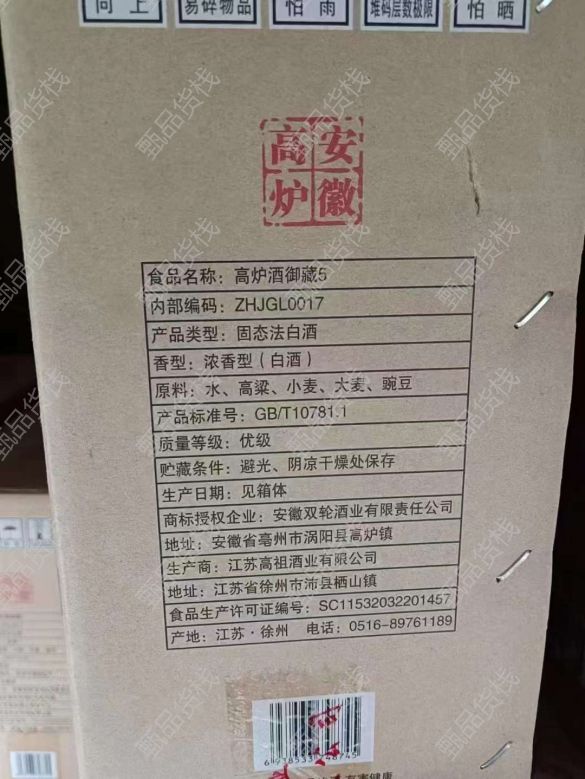 向上
易碎物品
怕雨
堆码层数极限
怕晒
高安
炉徽
食品名称：高炉酒御藏5
内部编码：ZHJGL0017
产品类型：固态法白酒
香型：浓香型（白酒）
原料：水、高粱、小麦、大麦、豌豆
产品标准号：GB/T10781.1
质量等级：优级
贮藏条件：避光、阴凉干燥处保存
生产日期：见箱体
商标授权企业：安徽双轮酒业有限责任公司
地址：安徽省亳州市涡阳县高炉镇
生产商：江苏高祖酒业有限公司
地址：江苏省徐州市沛县栖山镇
食品生产许可证编号：SC11532032201457
产地：江苏·徐州 电话：0516-89761189
害健康
甄品货栈